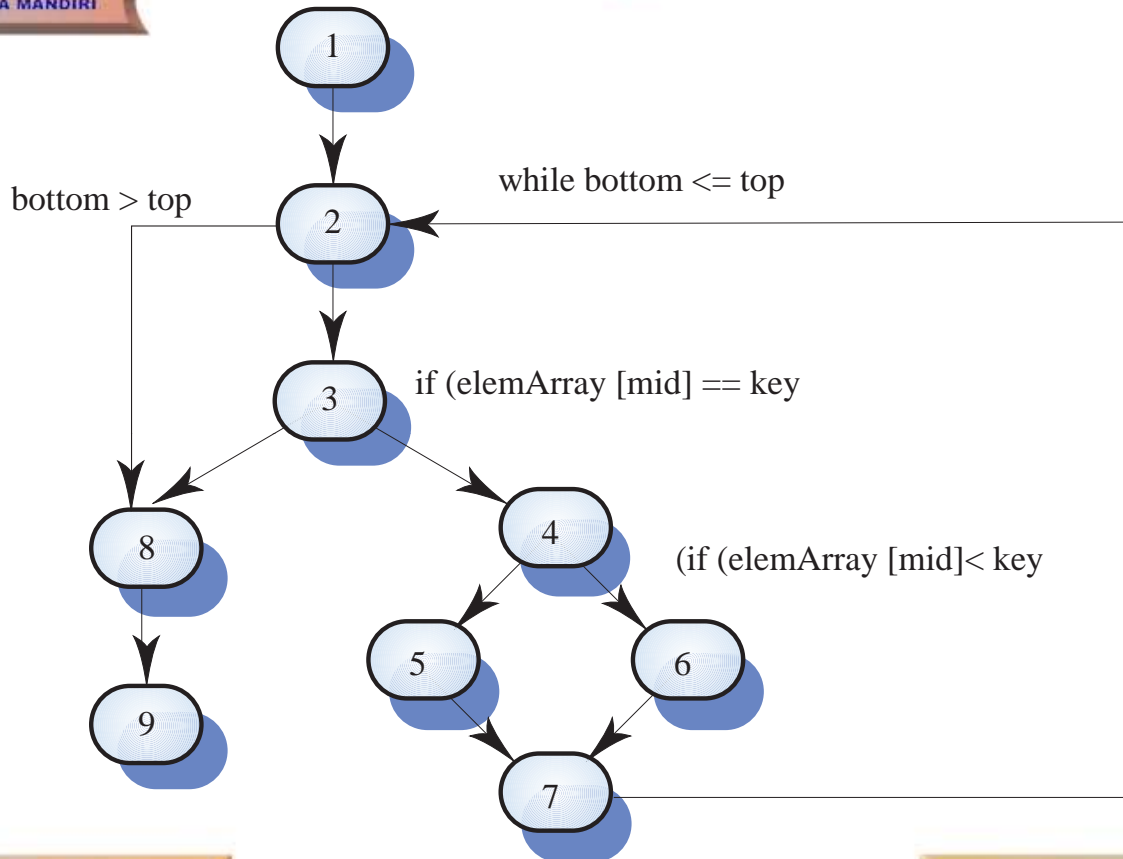 A MANDIRI
1
while bottom <= top
bottom > top
2
if (elemArray [mid] == key
3
4
8
(if (elemArray [mid]< key
5
6
9
7